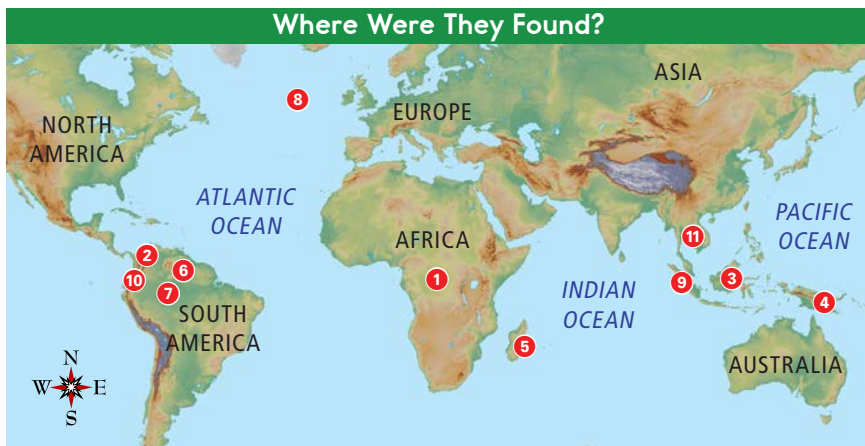 Where Were They Found?
8
ASIA
EUROPE
NORTH
AMERICA
ATLANTIC
OCEAN
PACIFIC
OCEAN
11
AFRICA
2
6
10
7
1
9
3
4
INDIAN
OCEAN
SOUTH
AMERICA
5
AUSTRALIA
N
W
E
S